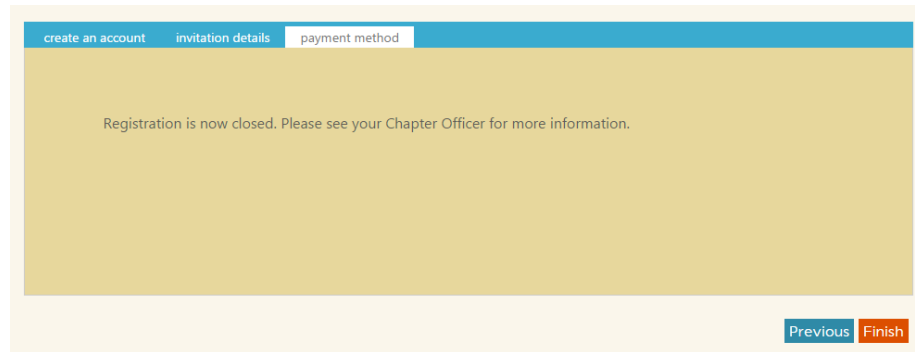 create an account invitation details payment method
Registration is now closed. Please see your Chapter Officer for more information.
Previous Finish